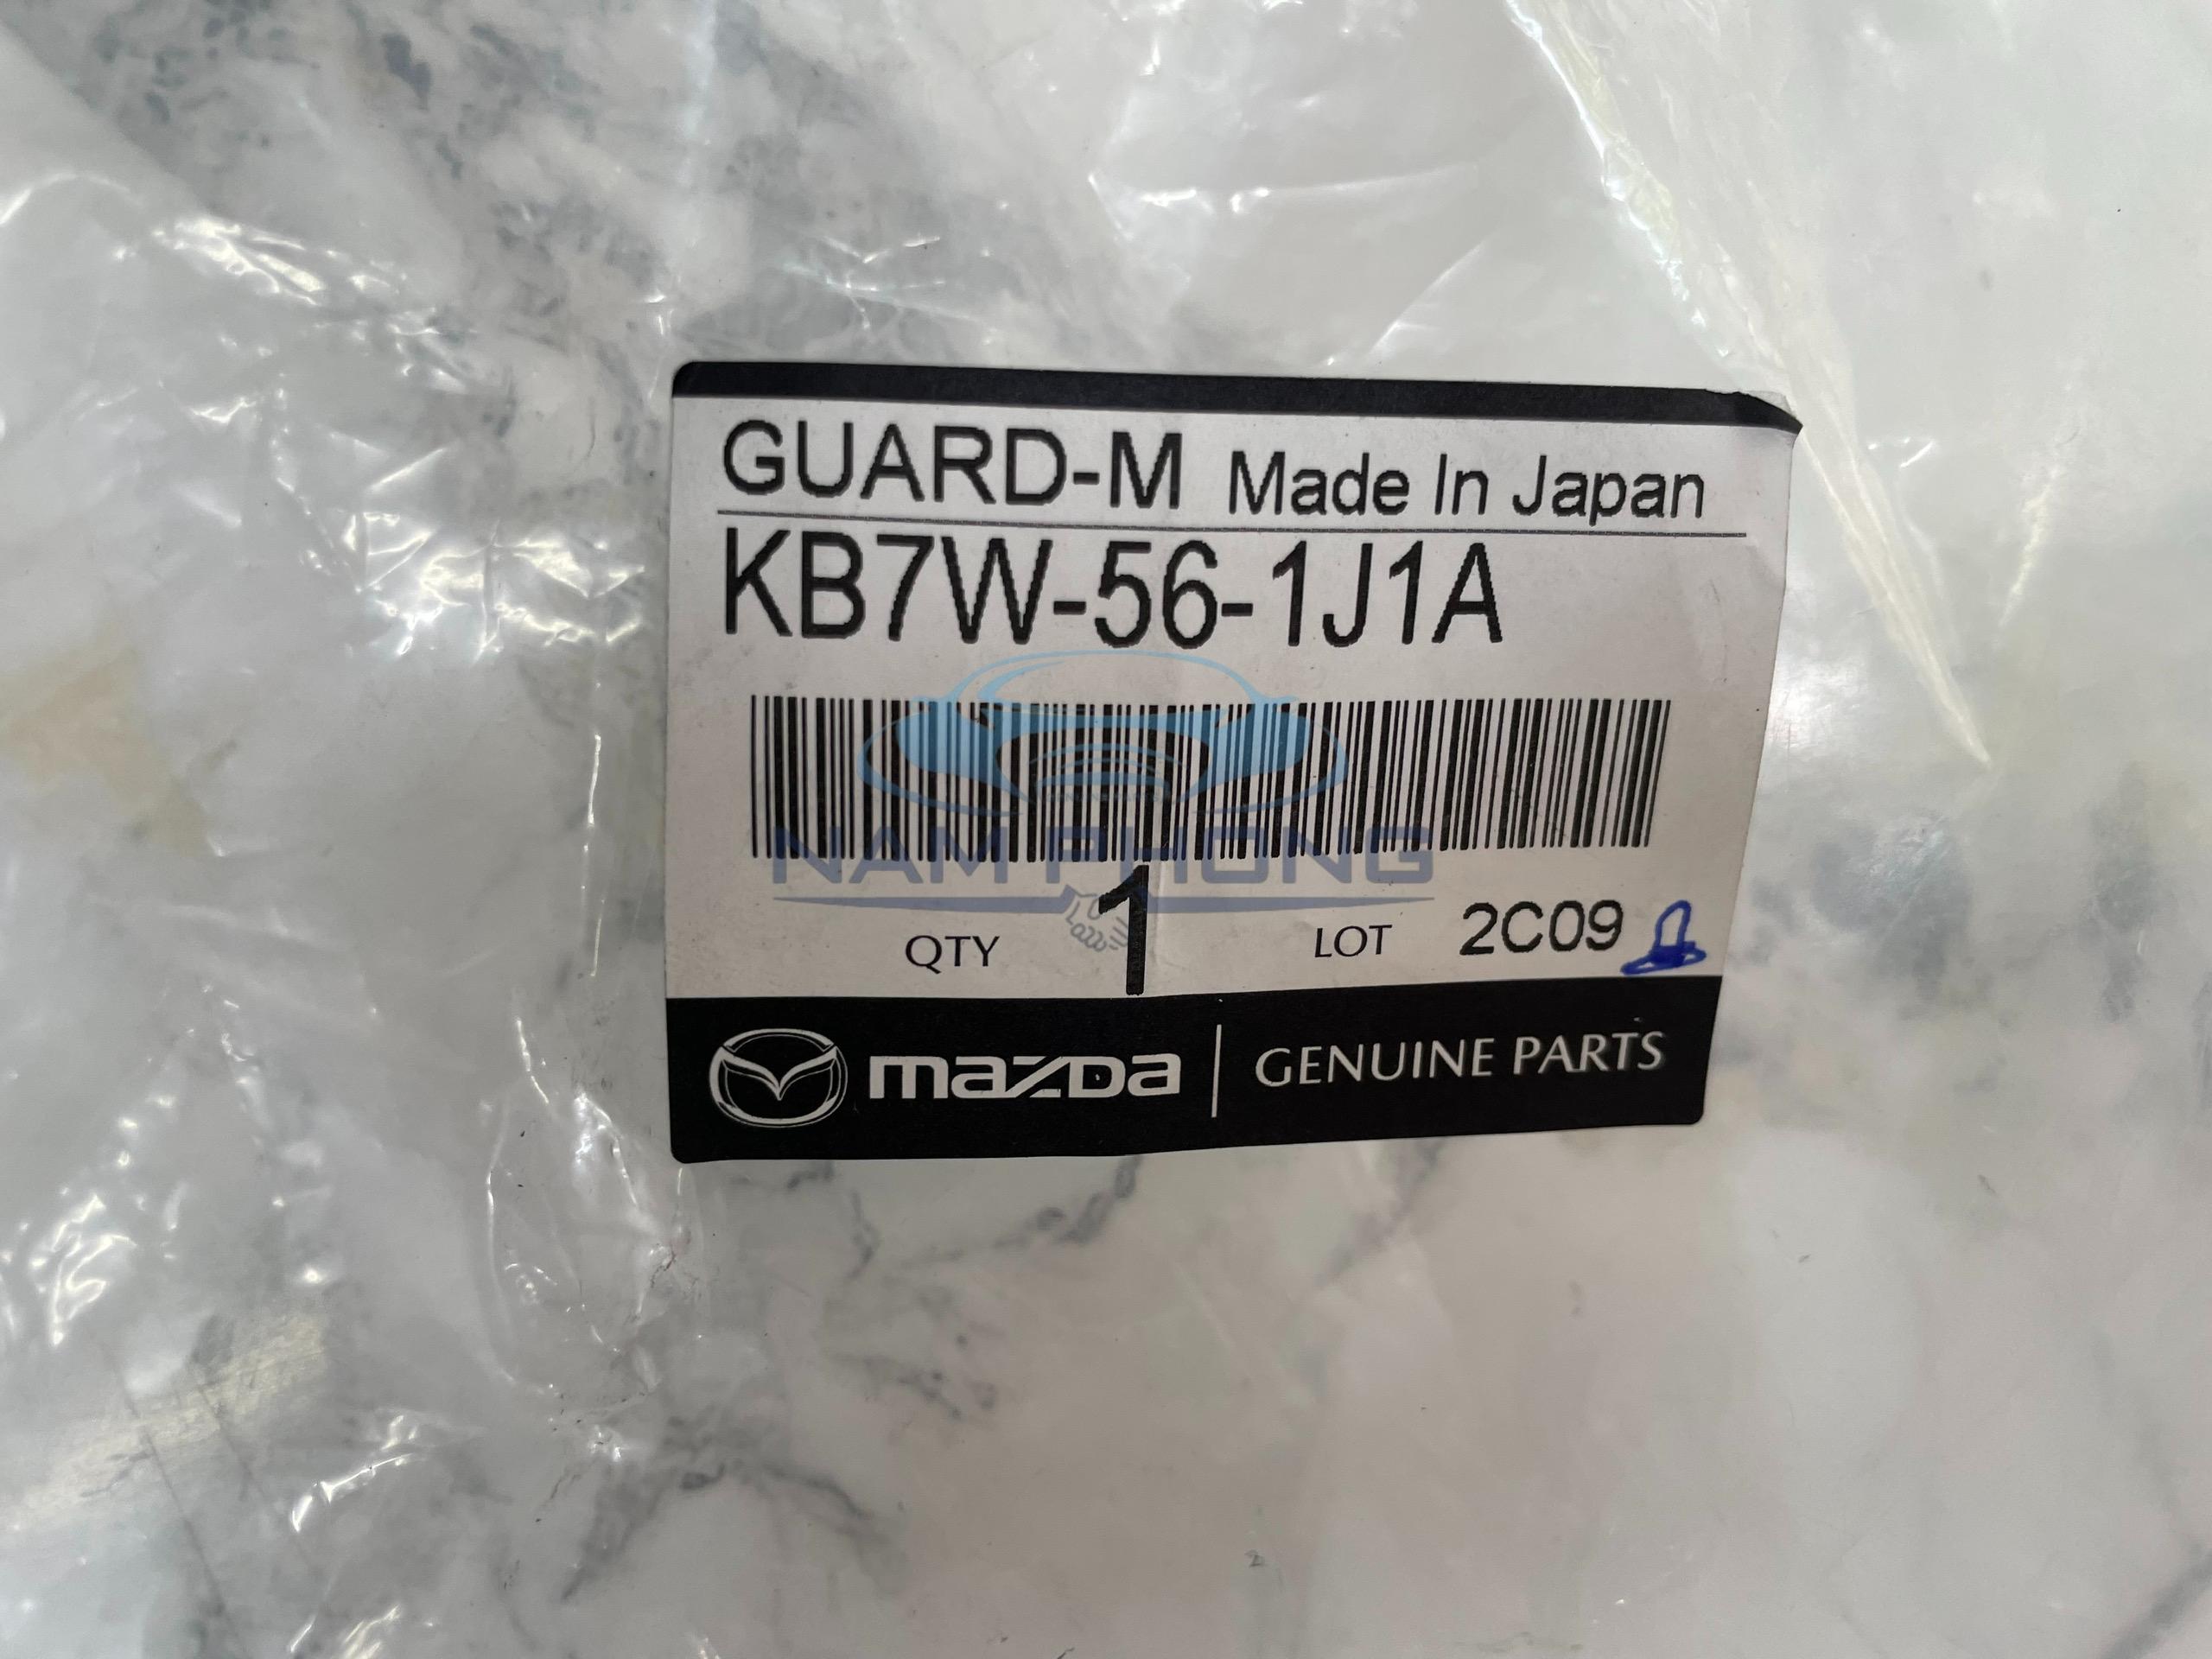 GUARD-M Made In Japan
KB7W-56-1J1A
NAM PHONG
QTY 1 LOT 2C09
mazda GENUINE PARTS